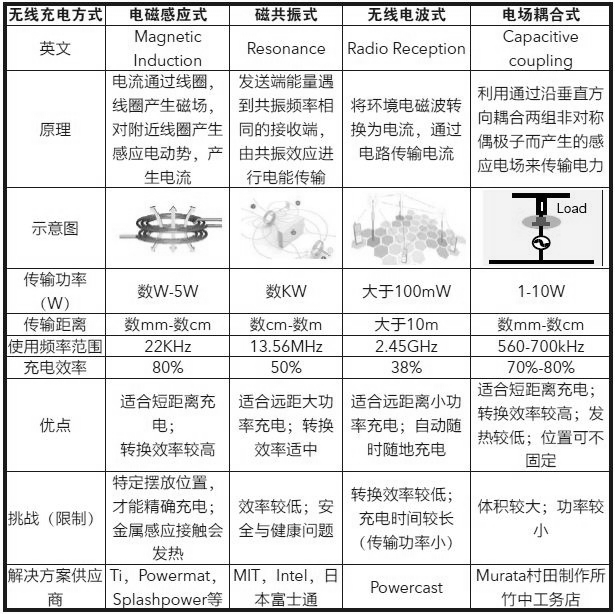 无线充电方式 电磁感应式 磁共振式 无线电波式 电场耦合式
英文
Magnetic
Induction
Resonance
Radio Reception
Capacitive
coupling
原理
电流通过线圈，
线圈产生磁场，
对附近线圈产生
感应电动势，产
生电流
发送端能量遇
到共振频率相
同的接收端，
由共振效应进
行电能传输
将环境电磁波转
换为电流，通过
电路传输电流
利用通过沿垂直方
向耦合两组非对称
偶极子而产生的感
应电场来传输电力
示意图
Load
传输功率
（W）
数W-5W
数KW
大于100mW
1-10W
传输距离 数mm-数cm 数cm-数m 大于10m 数mm-数cm
使用频率范围 22KHz 13.56MHz 2.45GHz 560-700kHz
充电效率 80% 50% 38% 70%-80%
优点
适合短距离充
电；
转换效率较高
适合远距大功
率充电；转换
效率适中
适合远距离小功
率充电；自动随
时随地充电
适合短距离充电；
转换效率较高；发
热较低；位置可不
固定
挑战（限制）
特定摆放位置，
才能精确充电；
金属感应接触会
发热
效率较低；安
全与健康问题
转换效率较低；
充电时间较长
（传输功率小）
体积较大；功率较
小
解决方案供应
商
Ti，Powermat，
Splashpower等
MIT，Intel，日
本富士通
Powercast
Murata村田制作所
竹中工务店